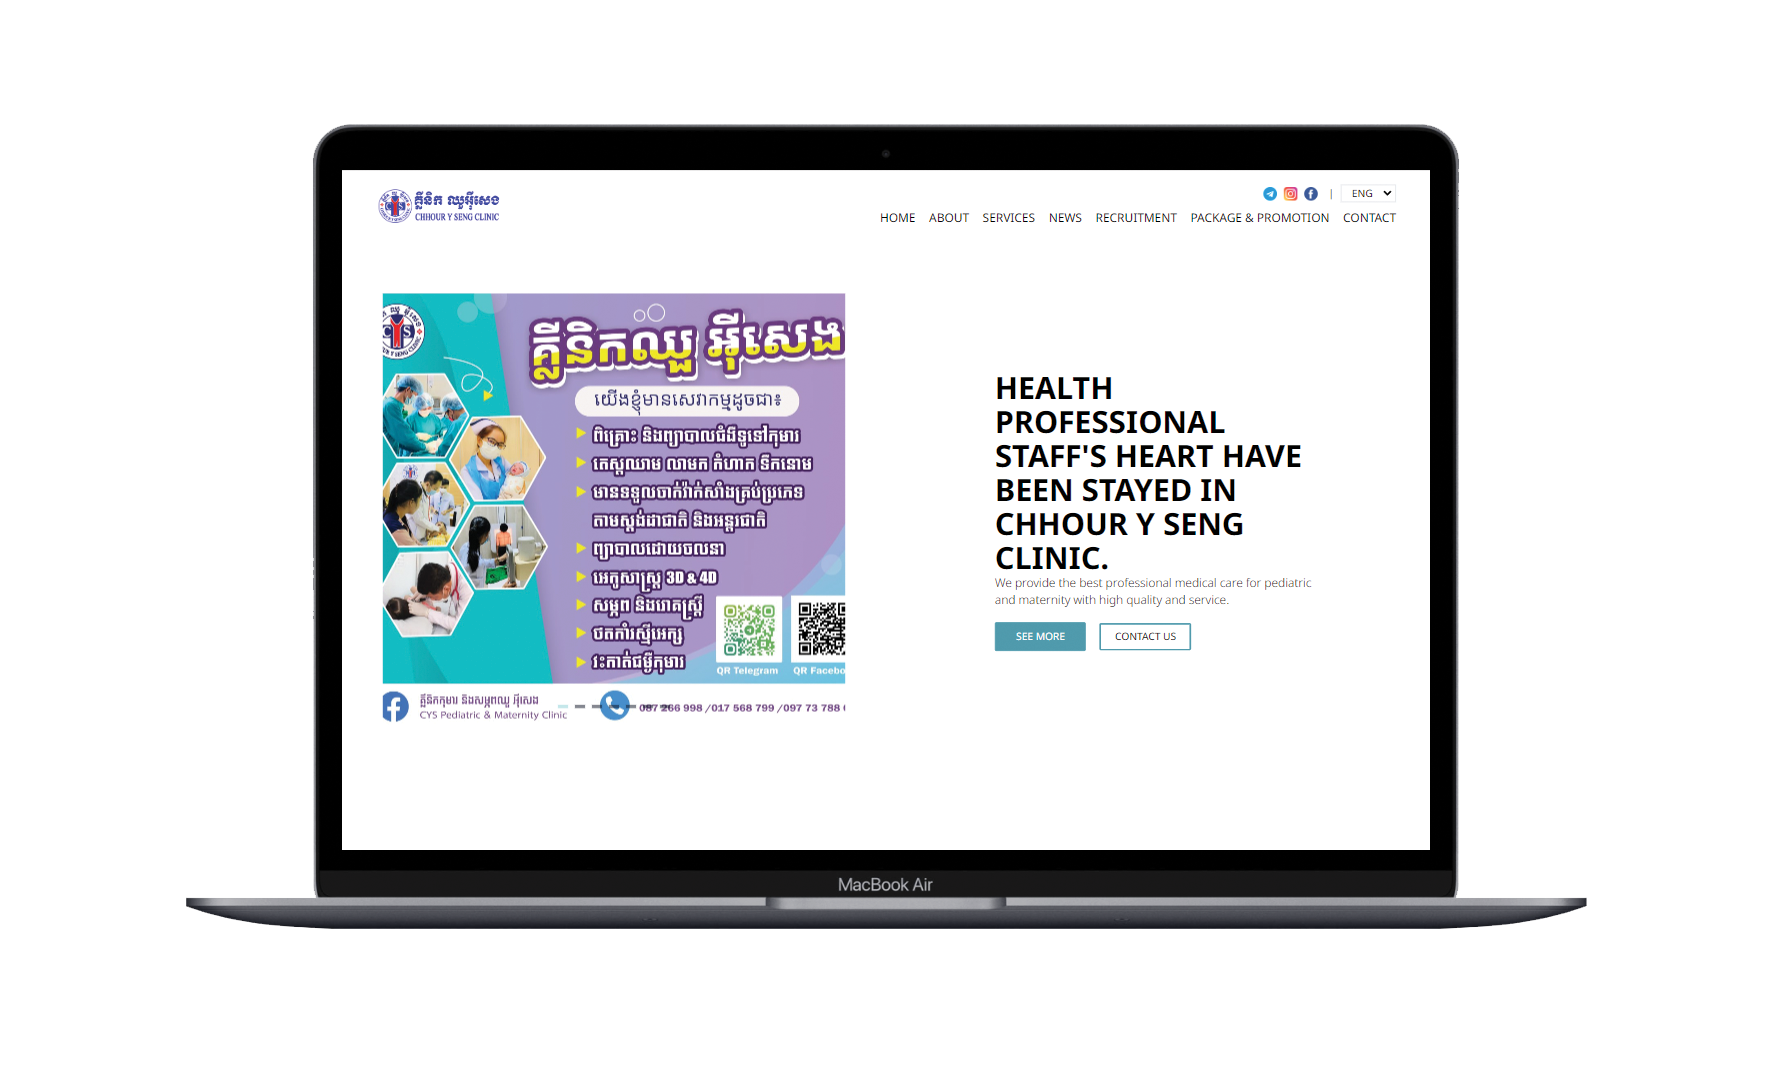 គ្លីនិក ឈួអ៊ីសេង
CHHOUR Y SENG CLINIC
ENG
HOME ABOUT SERVICES NEWS RECRUITMENT PACKAGE & PROMOTION CONTACT
គ្លីនិកឈួ អ៊ីសេង
យើងខ្ញុំមានសេវាកម្មដូចជា៖
ពិគ្រោះ និងព្យាបាលជំងឺទូទៅកុមារ
តេស្តឈាម លាមក កំហាក ទឹកនោម
មានទទួលចាក់វ៉ាក់សាំងគ្រប់ប្រភេទ
តាមស្តង់ដាជាតិ និងអន្តរជាតិ
ព្យាបាលដោយចលនា
អេកូសាស្ត្រ 3D & 4D
សម្ភព និងរោគស្ត្រី
ថតកាំរស្មីអេក្ស
វះកាត់ជម្ងឺកុមារ
QR Telegram QR Facebo
គ្លីនិកកុមារ និងសម្ភពឈួ អ៊ីសេង
CYS Pediatric & Maternity Clinic
087 266 998 /017 568 799 /097 73 788
HEALTH
PROFESSIONAL
STAFF'S HEART HAVE
BEEN STAYED IN
CHHOUR Y SENG
CLINIC.
We provide the best professional medical care for pediatric
and maternity with high quality and service.
SEE MORE CONTACT US
MacBook Air